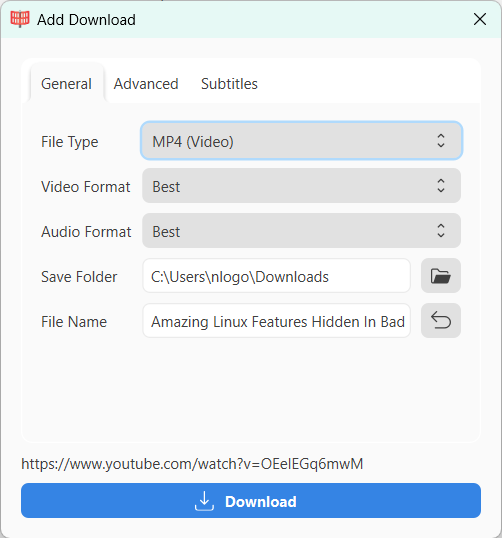 Add Download
General Advanced Subtitles
File Type MP4 (Video)
Video Format Best
Audio Format Best
Save Folder C:\Users\nlogo\Downloads
File Name Amazing Linux Features Hidden In Bad
https://www.youtube.com/watch?v=OEelEGq6mwM
Download